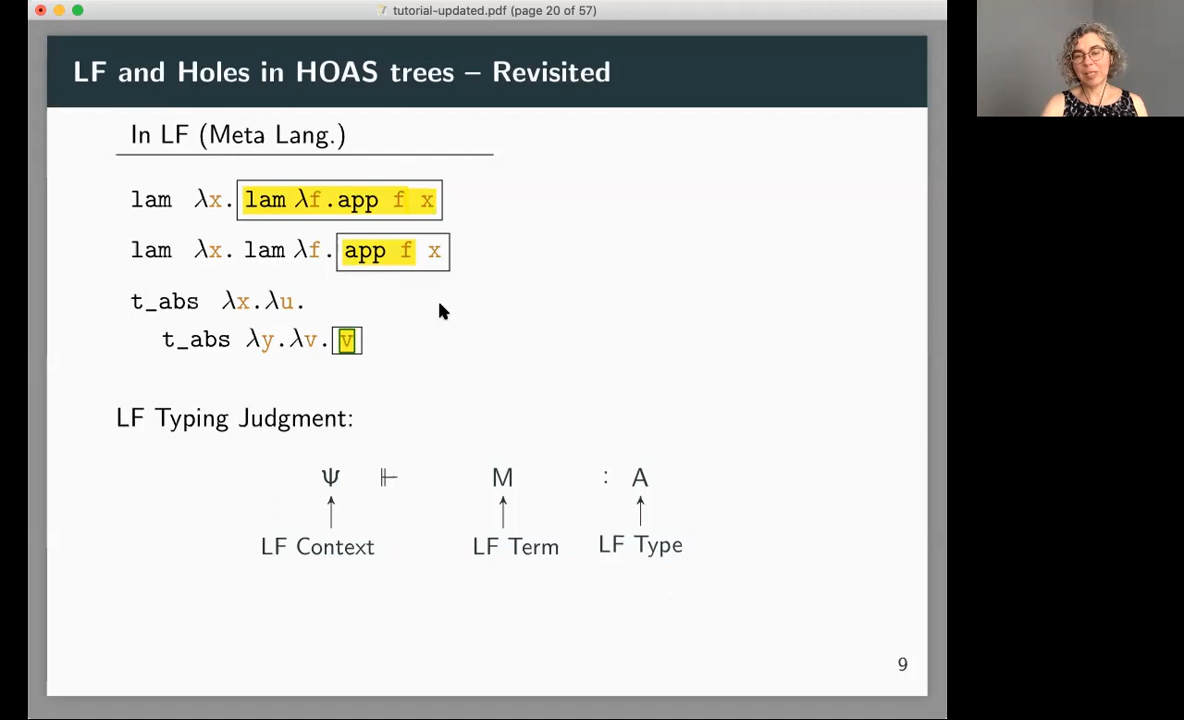 tutorial-updated.pdf (page 20 of 57)
LF and Holes in HOAS trees – Revisited
In LF (Meta Lang.)
lam λx. lam λf.app f x
lam λx. lam λf. app f x
t_abs λx.λu.
t_abs λy.λv. v
LF Typing Judgment:
Ψ ⊩ M : A
LF Context LF Term LF Type
9